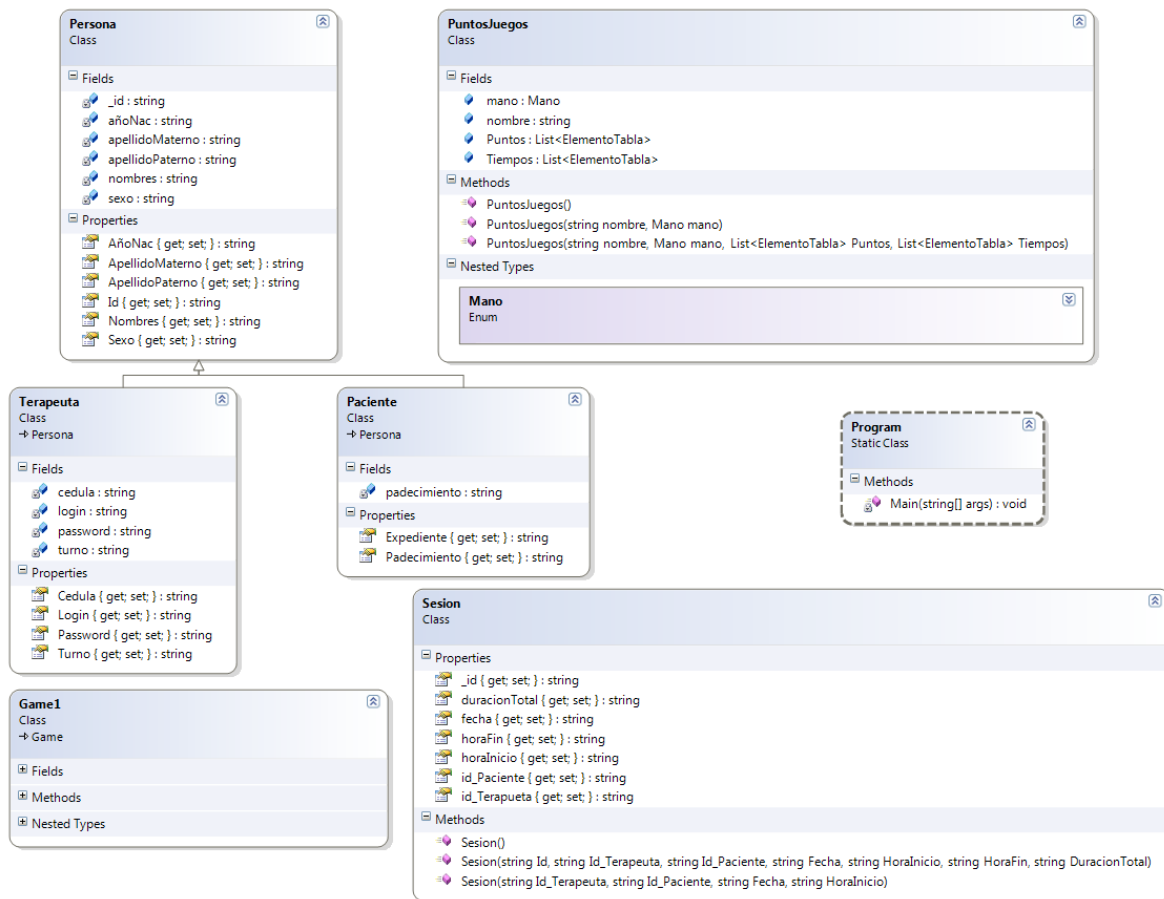 Persona
Class
Fields
_id : string
añoNac : string
apellidoMaterno : string
apellidoPaterno : string
nombres : string
sexo : string
Properties
AñoNac { get; set; } : string
ApellidoMaterno { get; set; } : string
ApellidoPaterno { get; set; } : string
Id { get; set; } : string
Nombres { get; set; } : string
Sexo { get; set; } : string
PuntosJuegos
Class
Fields
mano : Mano
nombre : string
Puntos : List<ElementoTabla>
Tiempos : List<ElementoTabla>
Methods
PuntosJuegos()
PuntosJuegos(string nombre, Mano mano)
PuntosJuegos(string nombre, Mano mano, List<ElementoTabla> Puntos, List<ElementoTabla> Tiempos)
Nested Types
Mano
Enum
Terapeuta
Class
Persona
Fields
cedula : string
login : string
password : string
turno : string
Properties
Cedula { get; set; } : string
Login { get; set; } : string
Password { get; set; } : string
Turno { get; set; } : string
Paciente
Class
Persona
Fields
padecimiento : string
Properties
Expediente { get; set; } : string
Padecimiento { get; set; } : string
Program
Static Class
Methods
Main(string[] args) : void
Game1
Class
Game
Fields
Methods
Nested Types
Sesion
Class
Properties
_id { get; set; } : string
duracionTotal { get; set; } : string
fecha { get; set; } : string
horaFin { get; set; } : string
horaInicio { get; set; } : string
id_Paciente { get; set; } : string
id_Terapueta { get; set; } : string
Methods
Sesion()
Sesion(string Id, string Id_Terapeuta, string Id_Paciente, string Fecha, string HoraInicio, string HoraFin, string DuracionTotal)
Sesion(string Id_Terapeuta, string Id_Paciente, string Fecha, string HoraInicio)